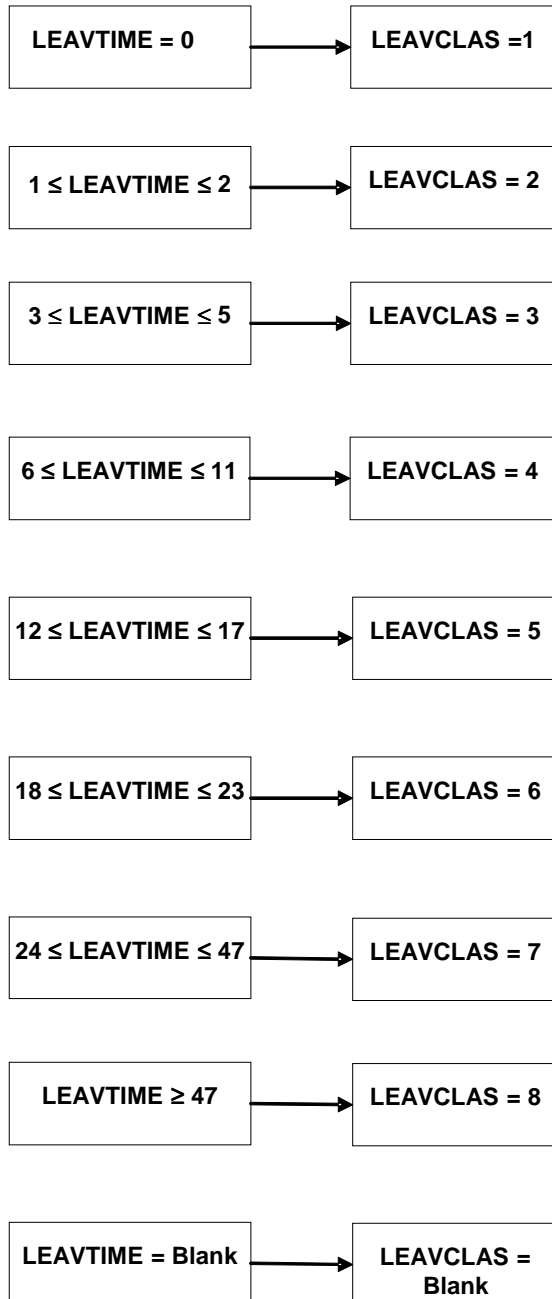 LEAVTIME = 0
LEAVCLAS =1
1 ≤ LEAVTIME ≤ 2
LEAVCLAS = 2
3 ≤ LEAVTIME ≤ 5
LEAVCLAS = 3
6 ≤ LEAVTIME ≤ 11
LEAVCLAS = 4
12 ≤ LEAVTIME ≤ 17
LEAVCLAS = 5
18 ≤ LEAVTIME ≤ 23
LEAVCLAS = 6
24 ≤ LEAVTIME ≤ 47
LEAVCLAS = 7
LEAVTIME ≥ 47
LEAVCLAS = 8
LEAVTIME = Blank
LEAVCLAS =
Blank